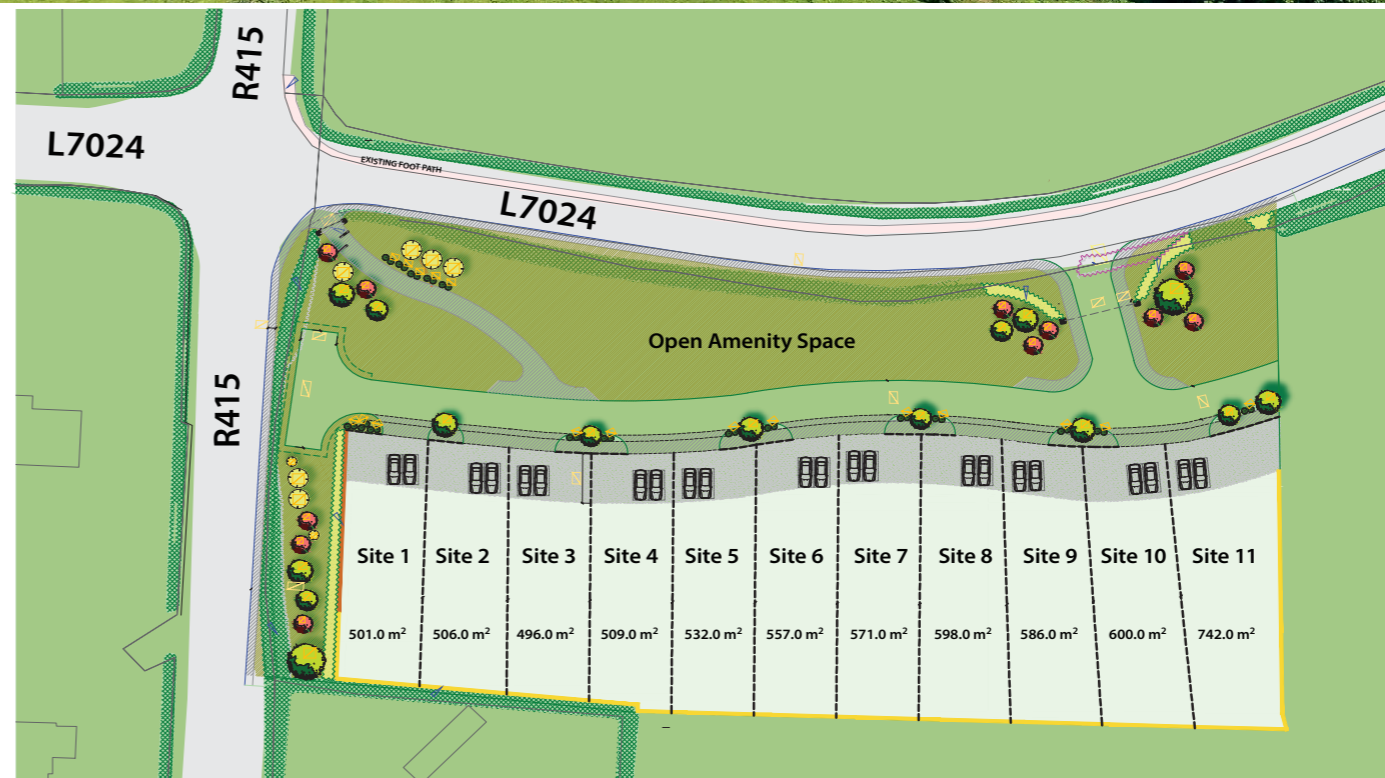 R415
L7024
EXISTING FOOT PATH
L7024
Open Amenity Space
R415
Site 1 Site 2 Site 3 Site 4 Site 5 Site 6 Site 7 Site 8 Site 9 Site 10 Site 11
501.0 m² 506.0 m² 496.0 m² 509.0 m² 532.0 m² 557.0 m² 571.0 m² 598.0 m² 586.0 m² 600.0 m² 742.0 m²